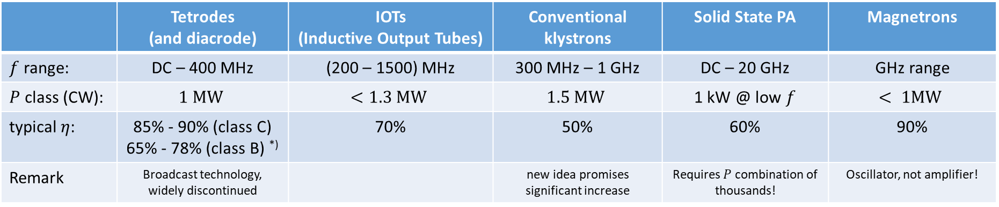 Tetrodes
(and diacrode)
IOTs
(Inductive Output Tubes)
Conventional
klystrons
Solid State PA
Magnetrons
f range:
DC – 400 MHz
(200 – 1500) MHz
300 MHz – 1 GHz
DC – 20 GHz
GHz range
P class (CW):
1 MW
< 1.3 MW
1.5 MW
1 kW @ low f
< 1MW
typical η:
85% - 90% (class C)
65% - 78% (class B) *)
70%
50%
60%
90%
Remark
Broadcast technology,
widely discontinued
new idea promises
significant increase
Requires P combination of
thousands!
Oscillator, not amplifier!